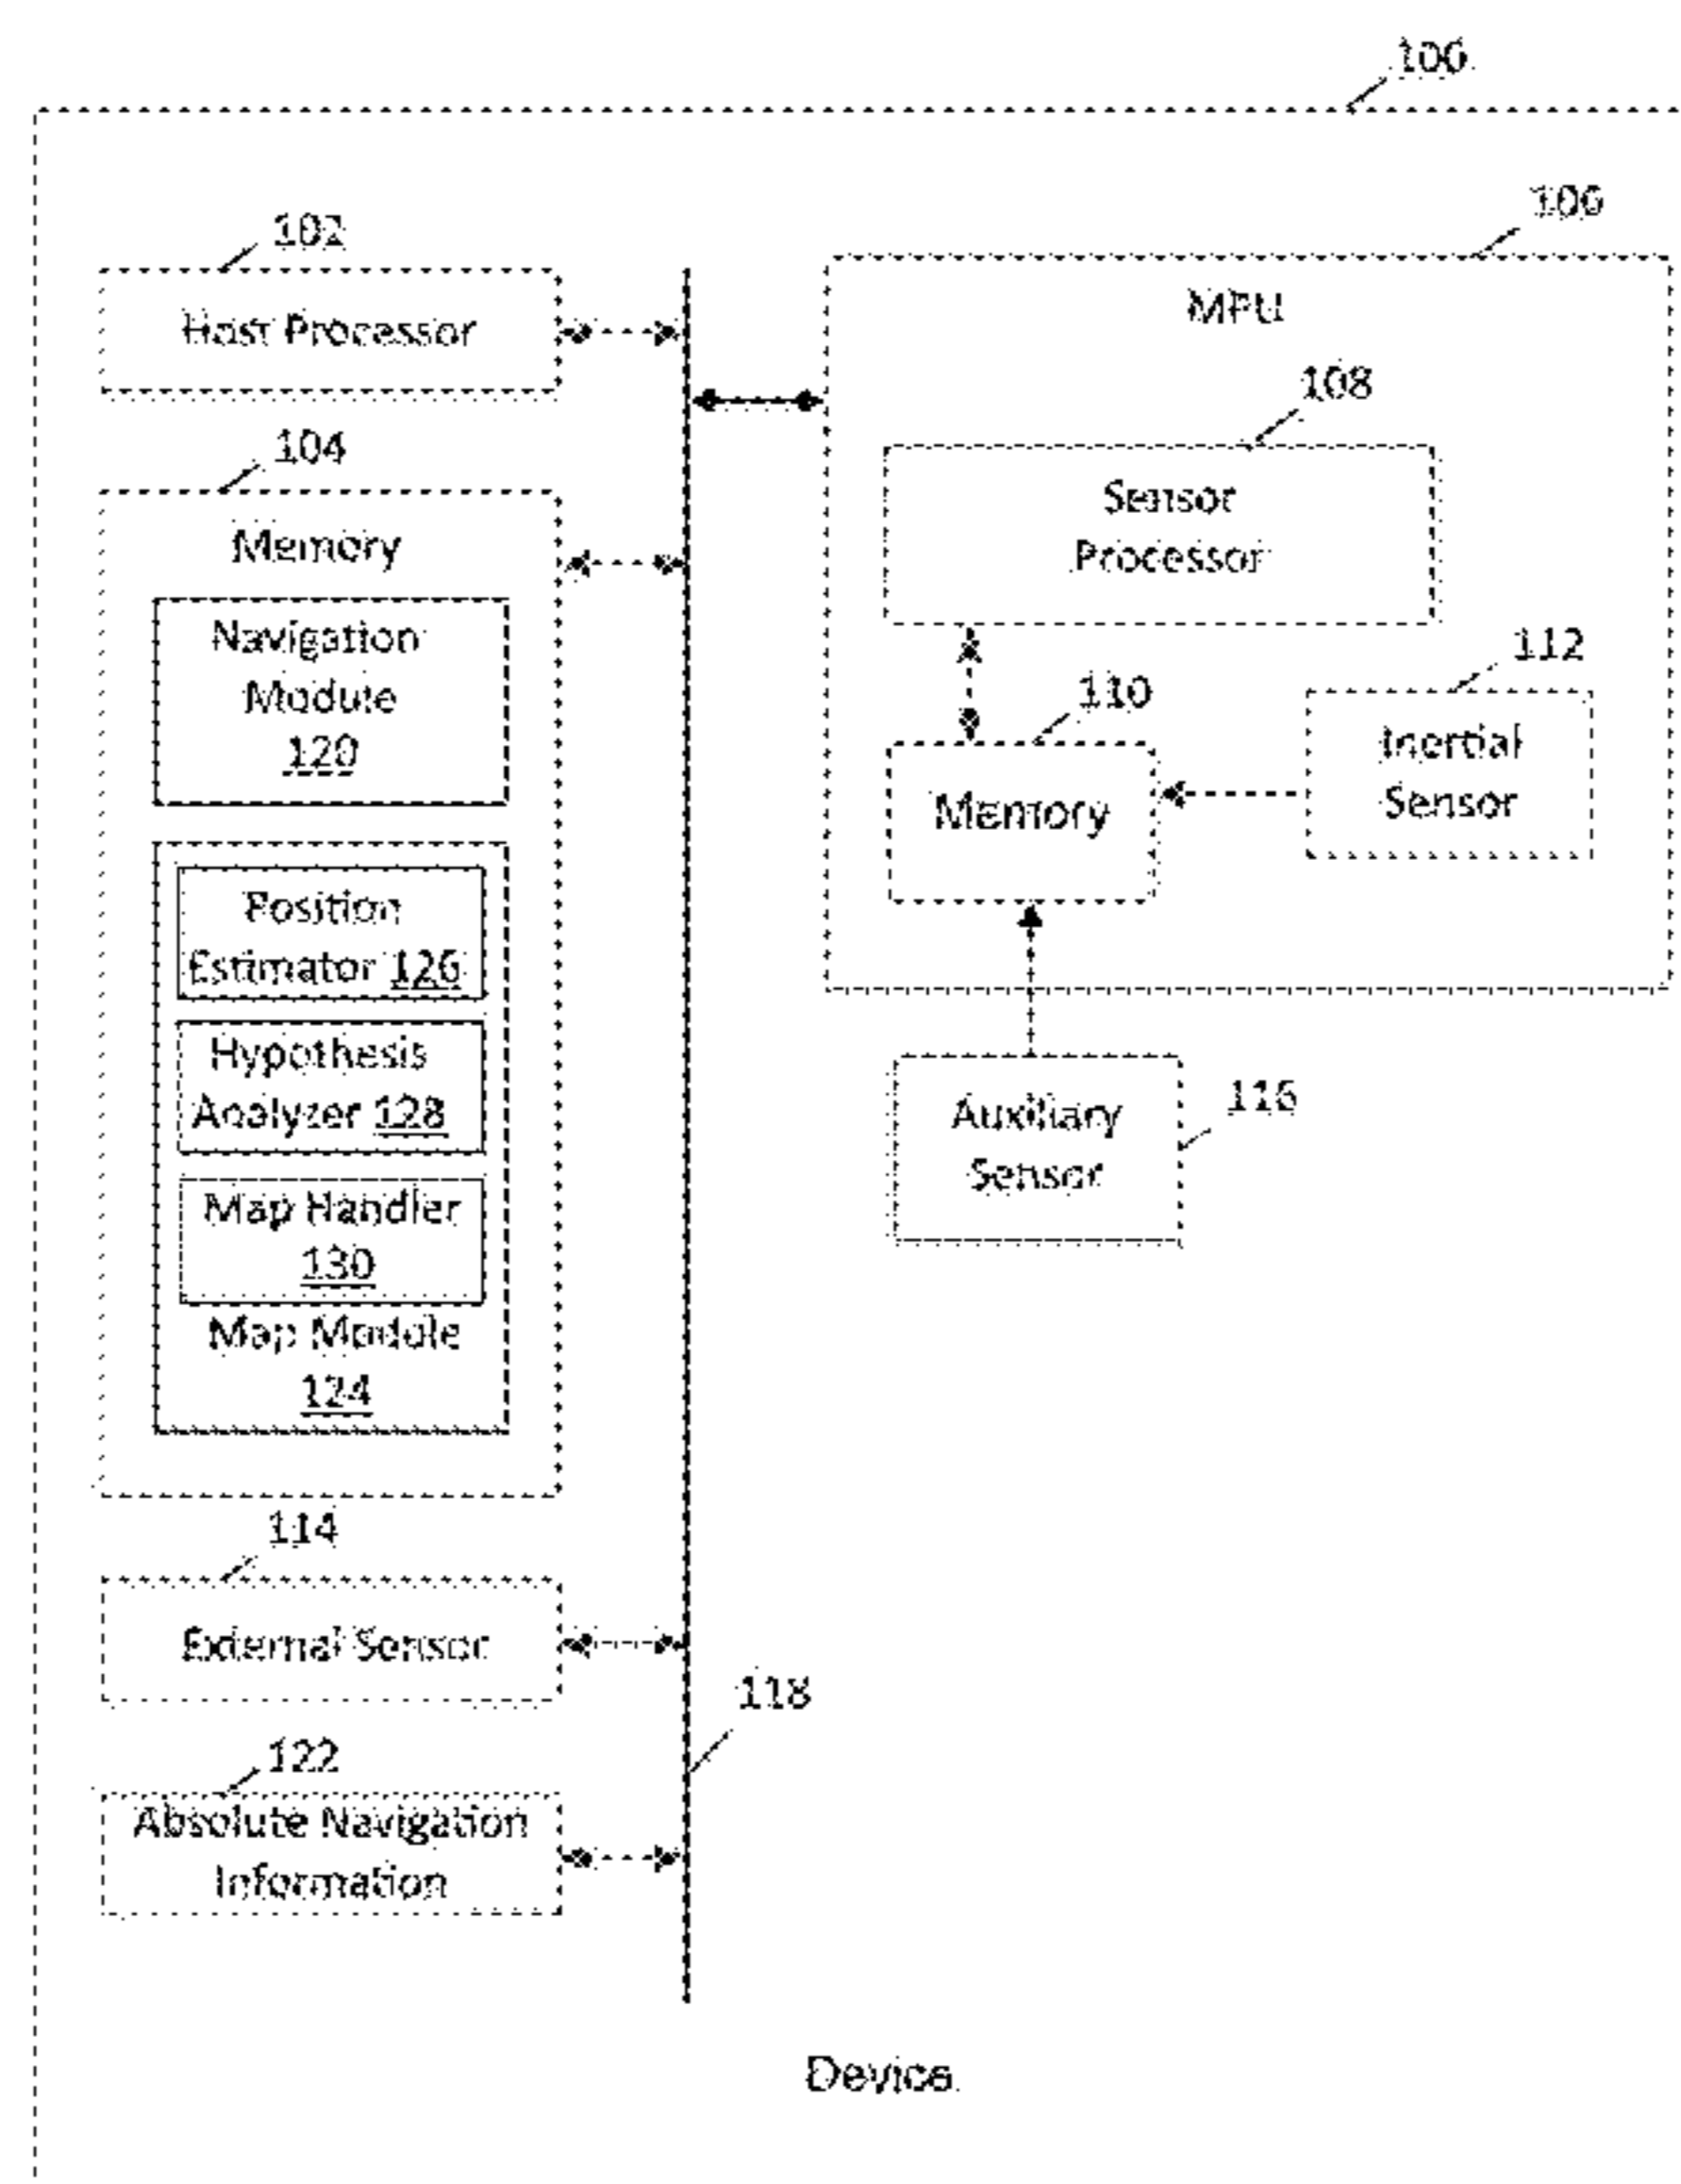 100
102
Host Processor
106
MPU
108
Sensor
Processor
104
Memory
Navigation
Module
120
110
Memory
112
Inertial
Sensor
Position
Estimator 126
Hypothesis
Analyzer 128
Map Handler
130
Map Module
124
Auxiliary
Sensor
116
114
External Sensor
118
122
Absolute Navigation
Information
Device